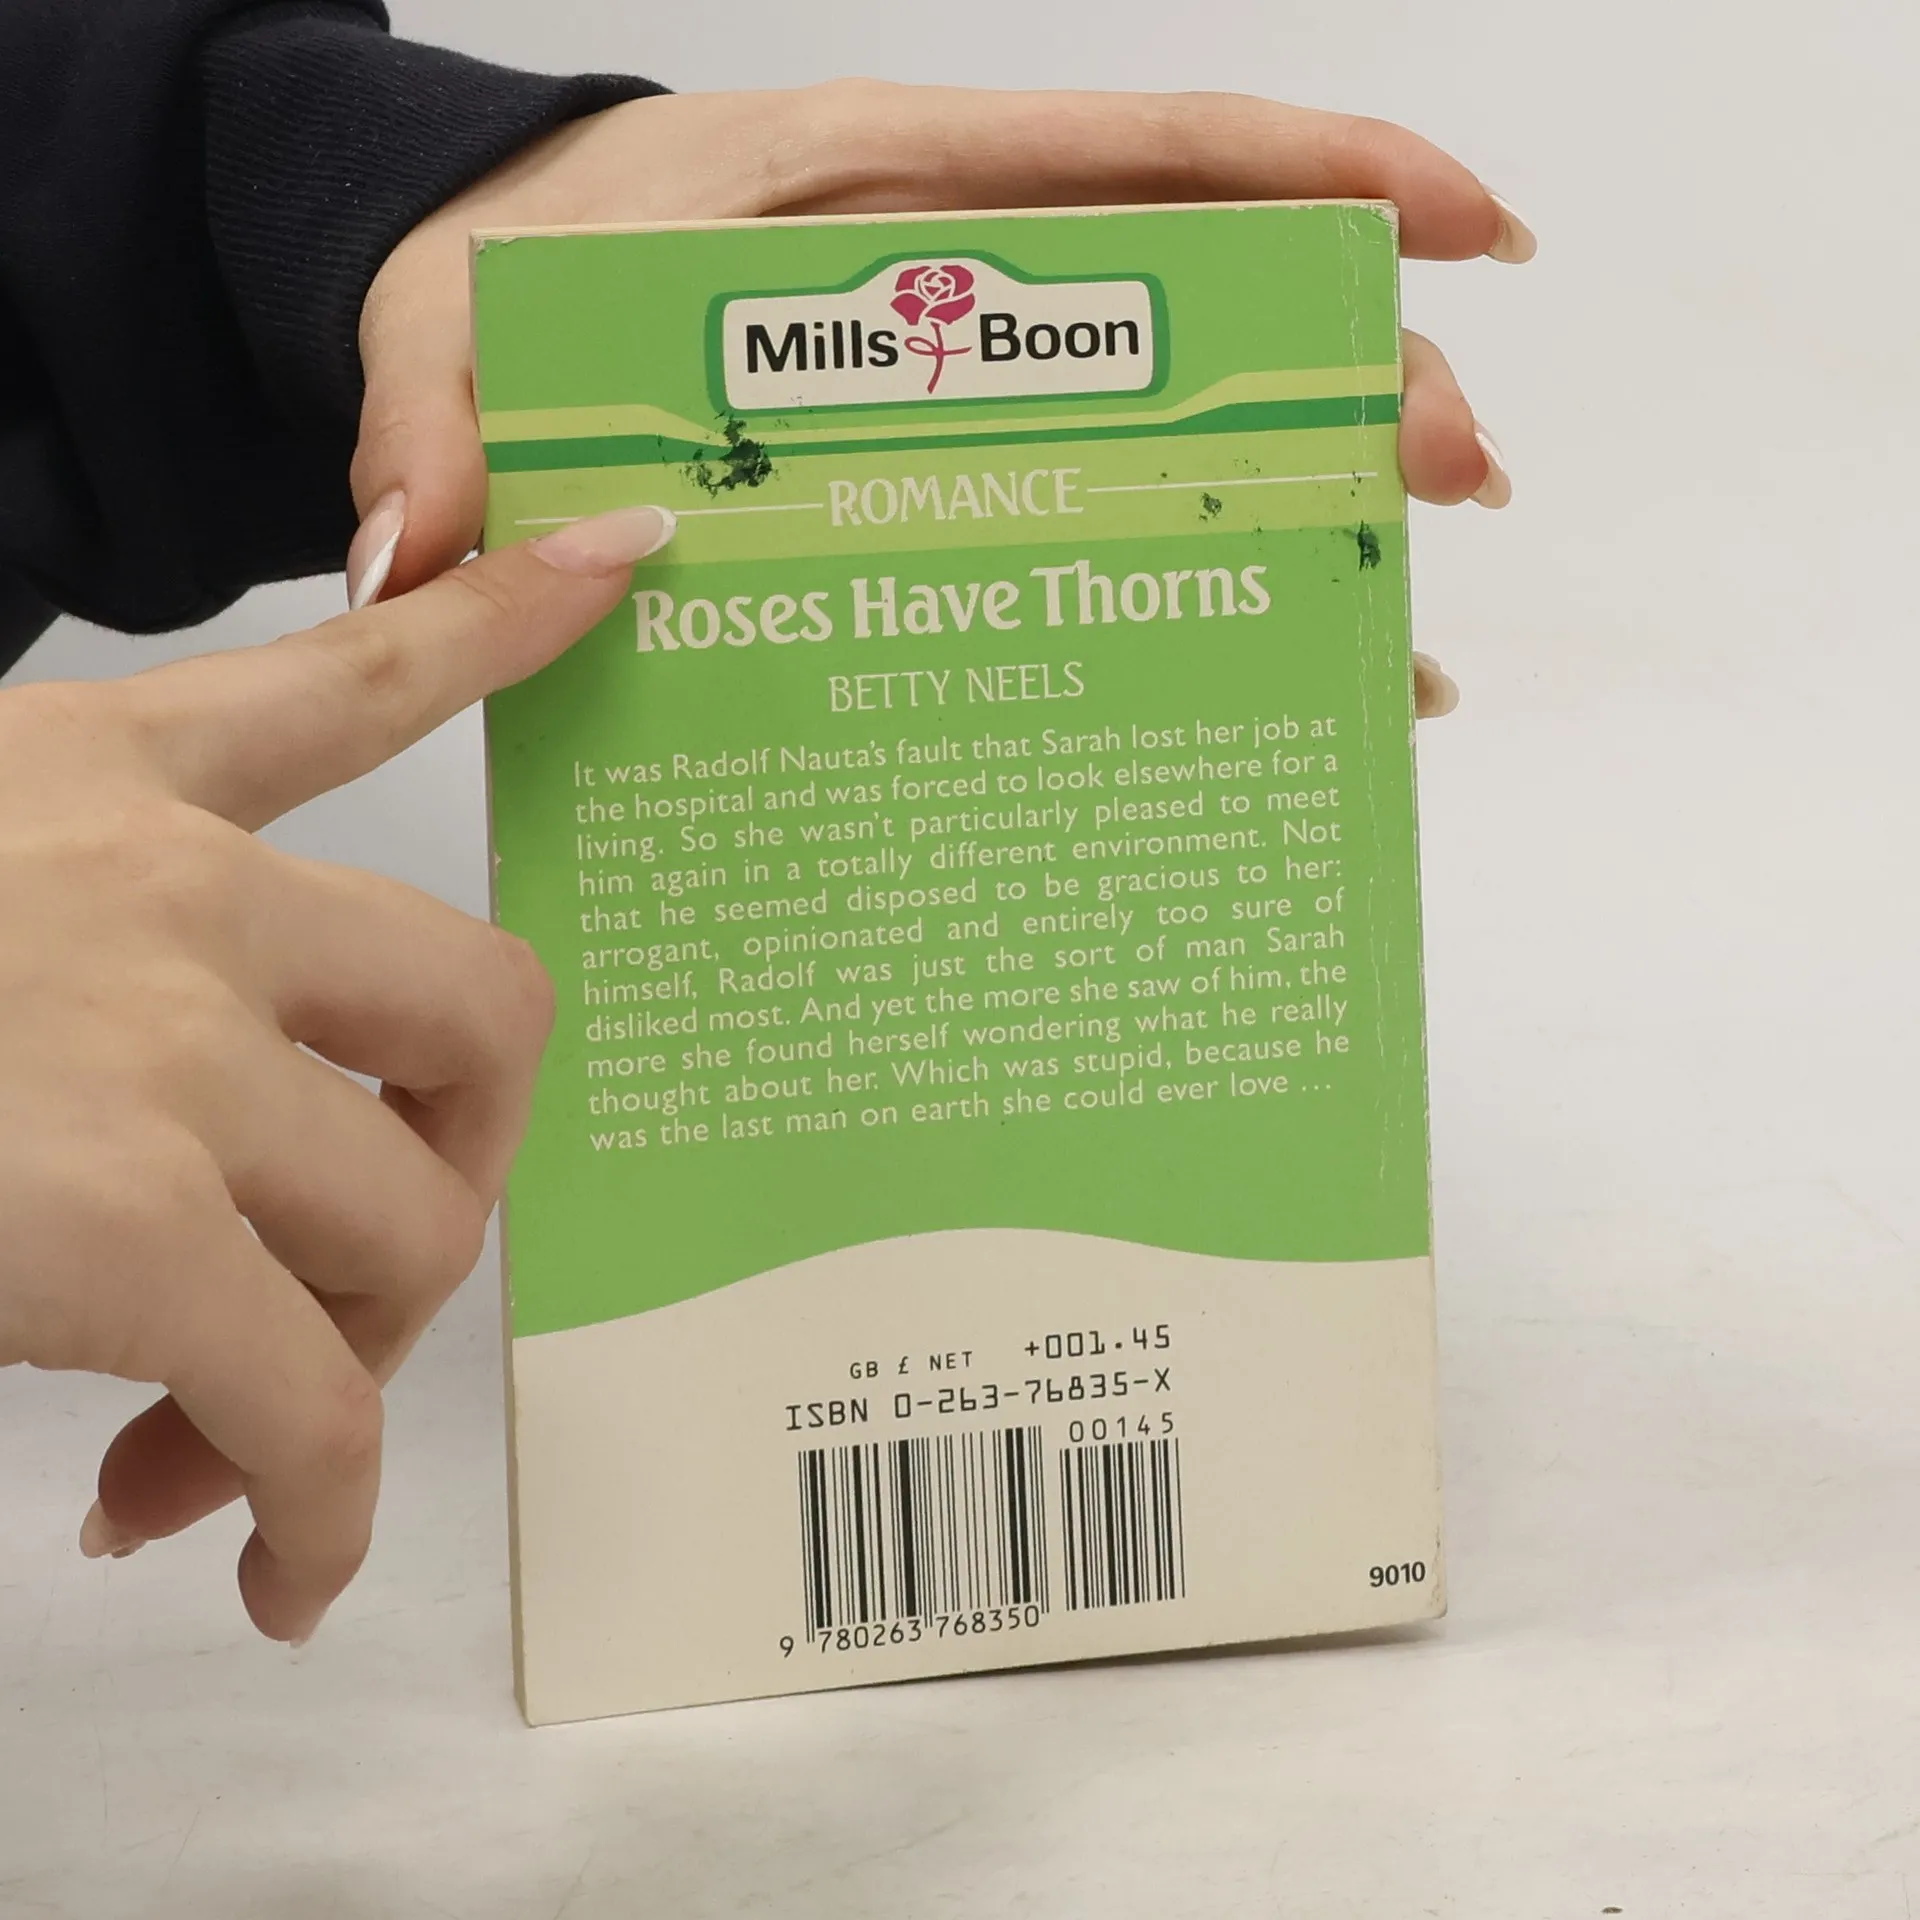 Mills & Boon
ROMANCE
Roses Have Thorns
BETTY NEELS
It was Radolf Nauta's fault that Sarah lost her job at
the hospital and was forced to look elsewhere for a
living. So she wasn't particularly pleased to meet
him again in a totally different environment. Not
that he seemed disposed to be gracious to her:
arrogant, opinionated and entirely too sure of
himself, Radolf was just the sort of man Sarah
disliked most. And yet the more she saw of him, the
more she found herself wondering what he really
thought about her. Which was stupid, because he
was the last man on earth she could ever love ...
GB £ NET +001.45
ISBN 0-263-76835-X
00145
9 780263 768350
9010